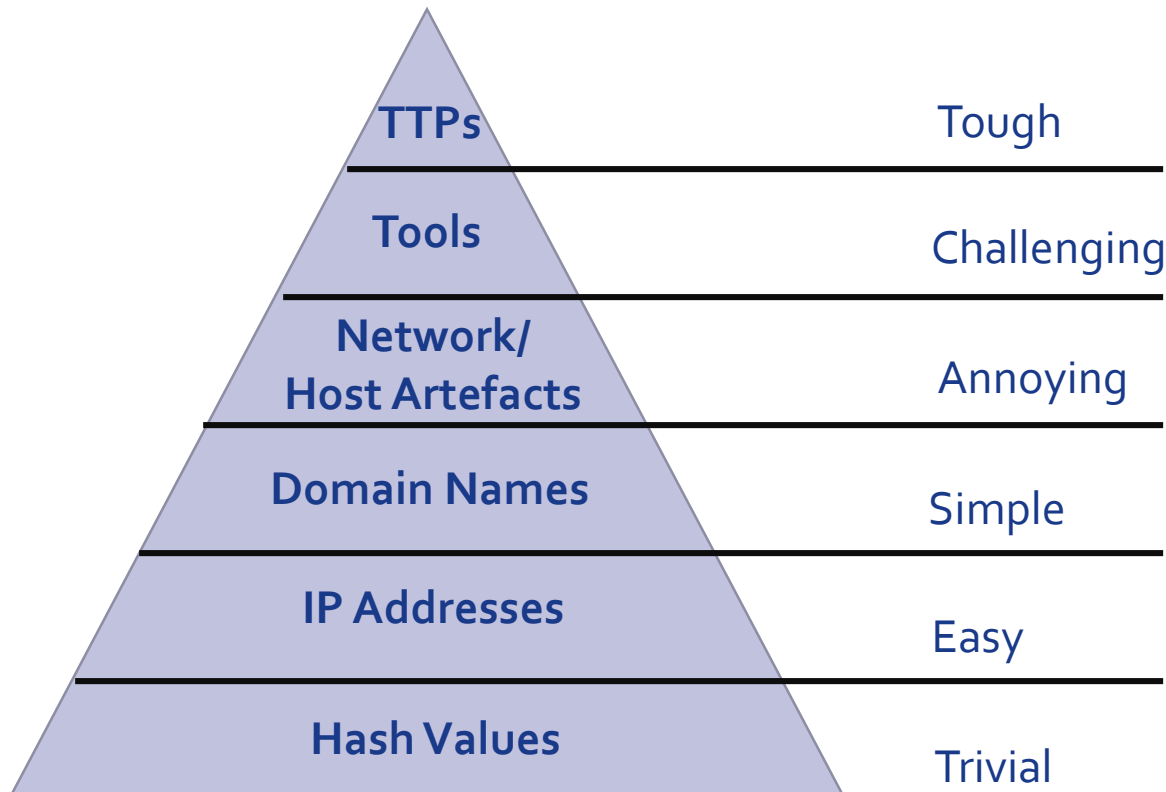 TTPs
Tough
Tools
Challenging
Network/
Host Artefacts
Annoying
Domain Names
Simple
IP Addresses
Easy
Hash Values
Trivial